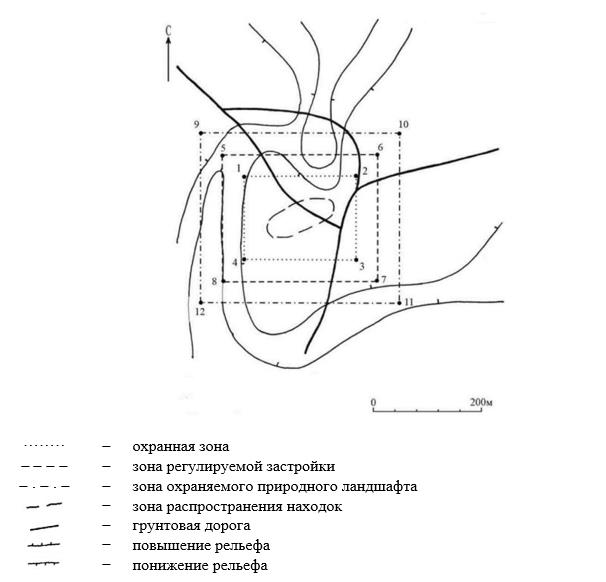 С
9 10
5 6
1 2
4 3
8 7
12 11
0 200м
– охранная зона
– зона регулируемой застройки
– зона охраняемого природного ландшафта
– зона распространения находок
– грунтовая дорога
– повышение рельефа
– понижение рельефа